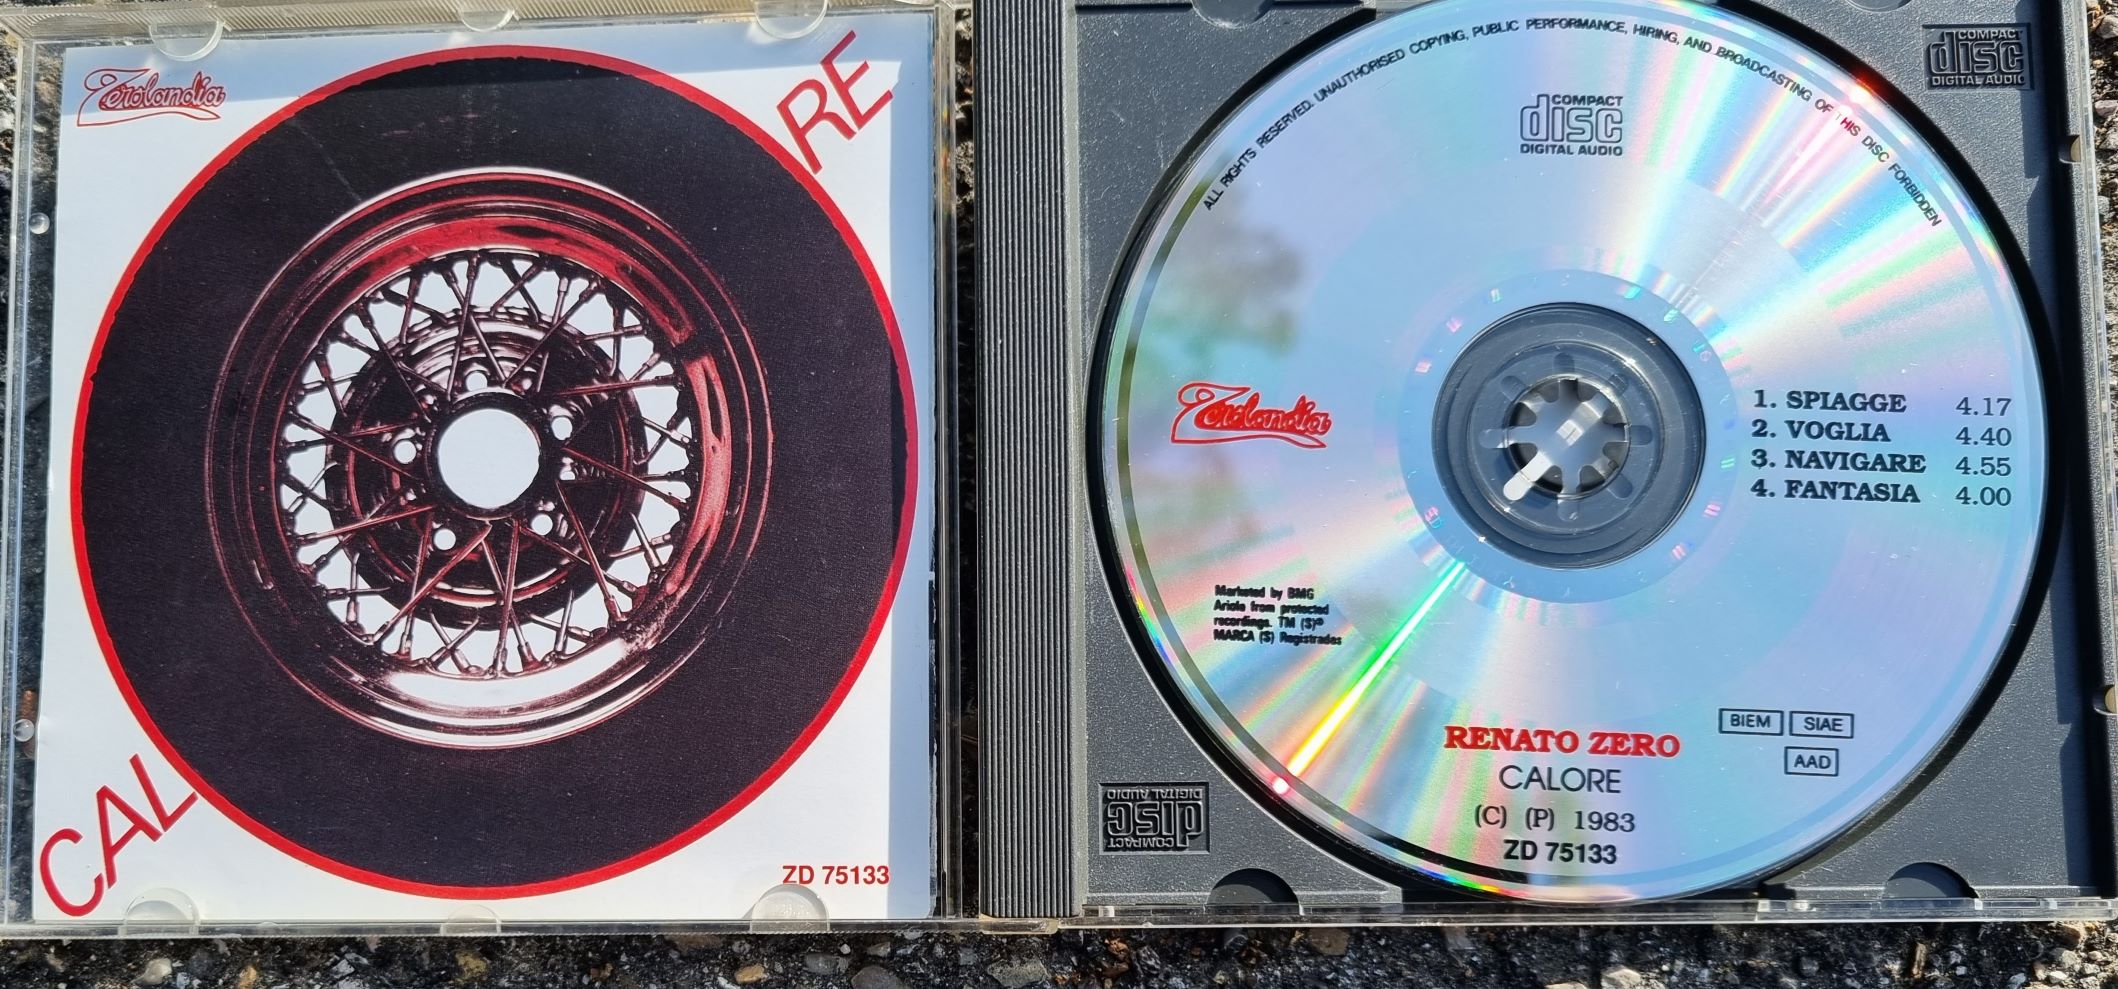 Zerolandia
CALORE
ZD 75133
ALL RIGHTS RESERVED. UNAUTHORISED COPYING, PUBLIC PERFORMANCE, HIRING, AND BROADCASTING OF THIS DISC FORBIDDEN
COMPACT
disc
DIGITAL AUDIO
COMPACT
disc
DIGITAL AUDIO
Zerolandia
1. SPIAGGE 4.17
2. VOGLIA 4.40
3. NAVIGARE 4.55
4. FANTASIA 4.00
Marketed by BMG
Ariola from protected
recordings. TM (S)®
MARCA (S) Registrades
BIEM SIAE
AAD
RENATO ZERO
CALORE
(C) (P) 1983
ZD 75133
COMPACT
disc
DIGITAL AUDIO